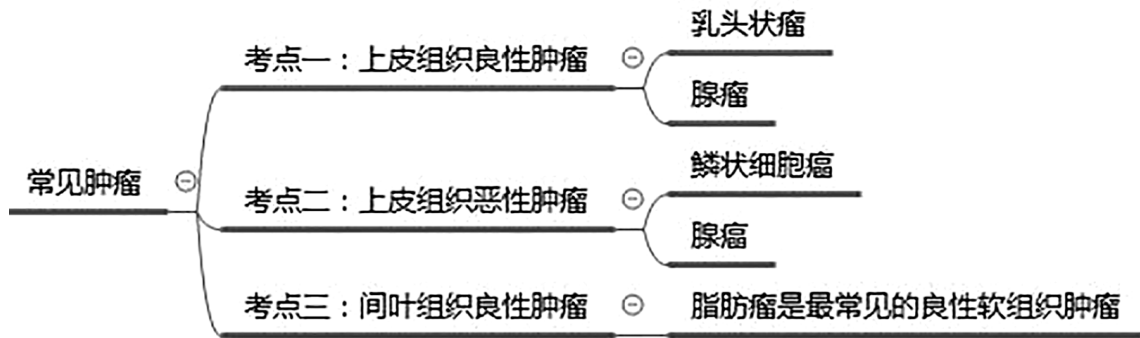 常见肿瘤
考点一：上皮组织良性肿瘤
乳头状瘤
腺瘤
考点二：上皮组织恶性肿瘤
鳞状细胞癌
腺癌
考点三：间叶组织良性肿瘤
脂肪瘤是最常见的良性软组织肿瘤